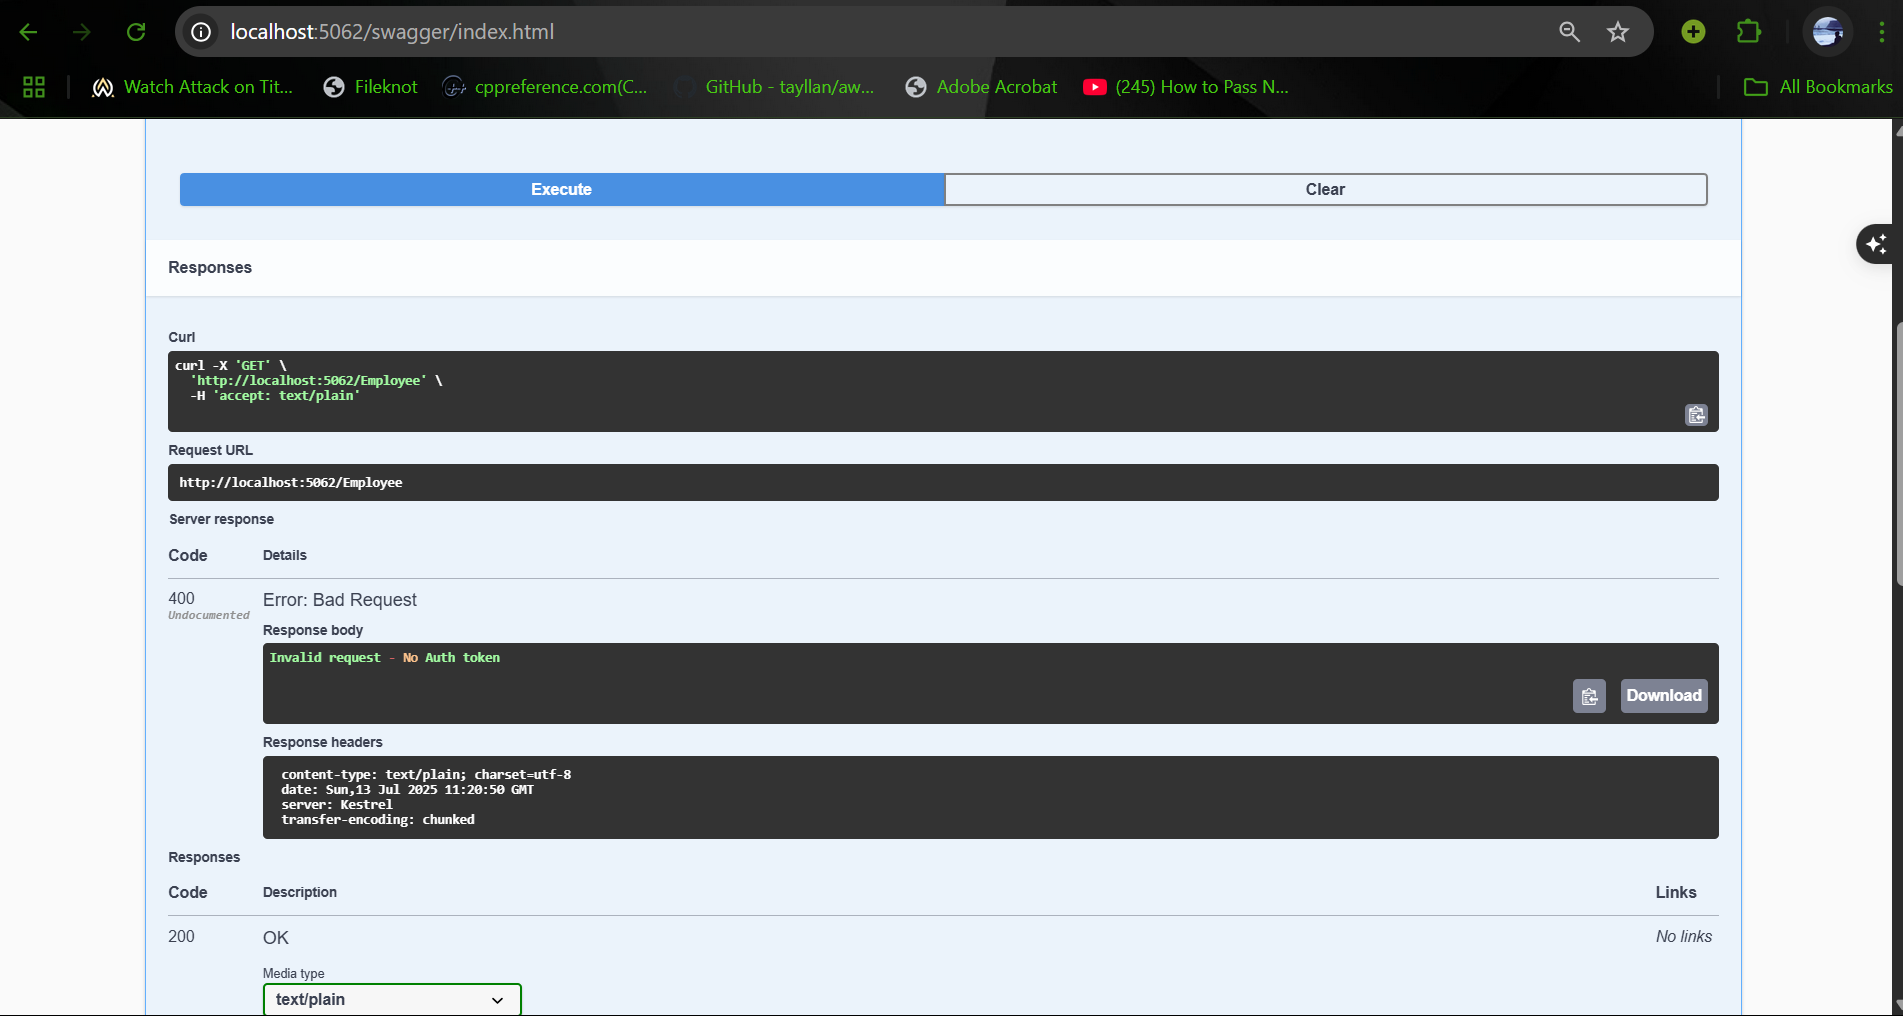 localhost:5062/swagger/index.html
Watch Attack on Tit...
Fileknot
cppreference.com(C...
GitHub - tayllan/aw...
Adobe Acrobat
(245) How to Pass N...
All Bookmarks
Execute
Clear
Responses
Curl
curl -X 'GET' \
'http://localhost:5062/Employee' \
-H 'accept: text/plain'
Request URL
http://localhost:5062/Employee
Server response
Code
Details
400
Undocumented
Error: Bad Request
Response body
Invalid request - No Auth token
Download
Response headers
content-type: text/plain; charset=utf-8
date: Sun,13 Jul 2025 11:20:50 GMT
server: Kestrel
transfer-encoding: chunked
Responses
Code
Description
Links
200
OK
No links
Media type
text/plain